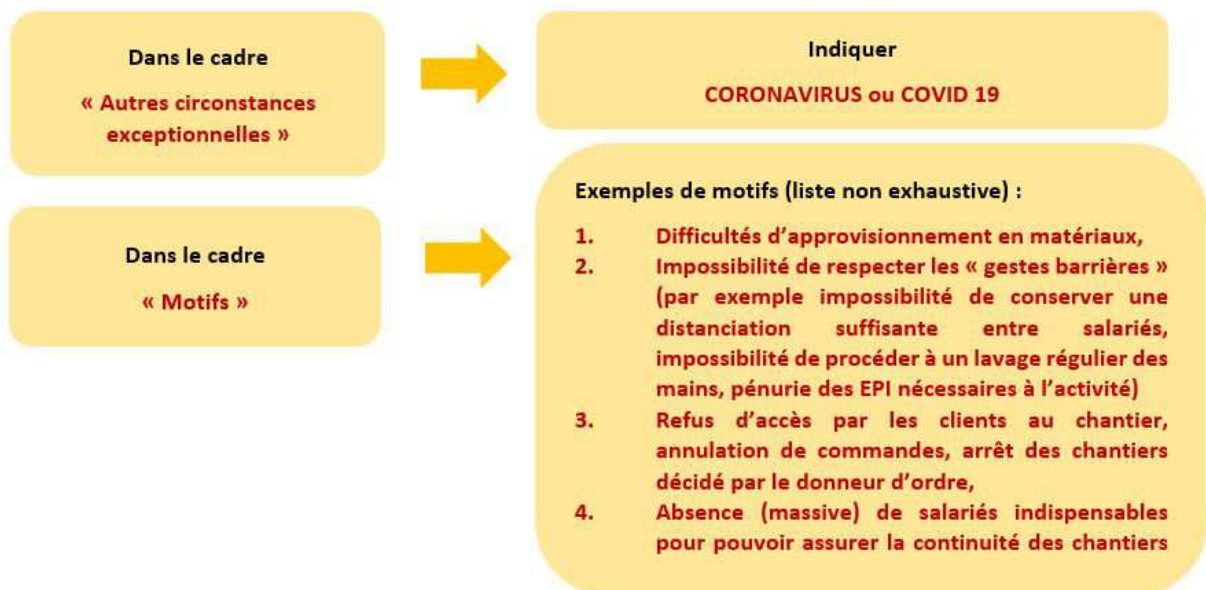 Dans le cadre
« Autres circonstances
exceptionnelles »
Indiquer
CORONAVIRUS ou COVID 19
Dans le cadre
« Motifs »
Exemples de motifs (liste non exhaustive) :
1. Difficultés d’approvisionnement en matériaux,
2. Impossibilité de respecter les « gestes barrières »
(par exemple impossibilité de conserver une
distanciation suffisante entre salariés,
impossibilité de procéder à un lavage régulier des
mains, pénurie des EPI nécessaires à l’activité)
3. Refus d’accès par les clients au chantier,
annulation de commandes, arrêt des chantiers
décidé par le donneur d’ordre,
4. Absence (massive) de salariés indispensables
pour pouvoir assurer la continuité des chantiers